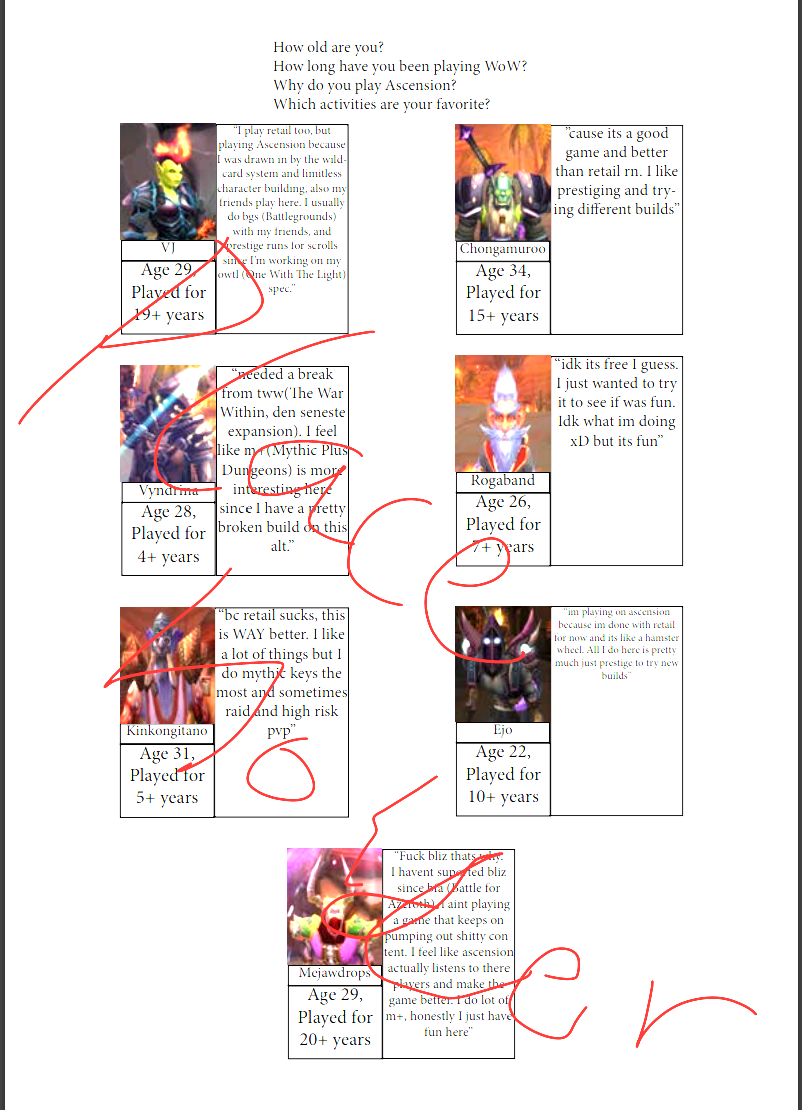 How old are you?
How long have you been playing WoW?
Why do you play Ascension?
Which activities are your favorite?
"I play retail too, but
playing Ascension because
I was drawn in by the wild-
card system and limitless
character building, also my
friends play here. I usually
do bgs (Battlegrounds)
with my friends, and
prestige runs for scrolls
since I'm working on my
owtl (One With The Light)
spec."
VJ
Age 29,
Played for
19+ years
"cause its a good
game and better
than retail rn. I like
prestiging and try-
ing different builds"
Chongamuroo
Age 34,
Played for
15+ years
"needed a break
from tww(The War
Within, den seneste
expansion). I feel
like m+(Mythic Plus
Dungeons) is more
interesting here
since I have a pretty
broken build on this
alt."
Vyndrina
Age 28,
Played for
4+ years
"idk its free I guess.
I just wanted to try
it to see if was fun.
Idk what im doing
xD but its fun"
Rogaband
Age 26,
Played for
7+ years
"bc retail sucks, this
is WAY better. I like
a lot of things but I
do mythic keys the
most and sometimes
raid and high risk
pvp"
Kinkongitano
Age 31,
Played for
5+ years
"im playing on ascension
because im done with retail
for now and its like a hamster
wheel. All I do here is pretty
much just prestige to try new
builds"
Ejo
Age 22,
Played for
10+ years
"Fuck bliz thats why.
I havent suported bliz
since bfa (Battle for
Azeroth). I aint playing
a game that keeps on
pumping out shitty con
tent. I feel like ascension
actually listens to there
players and make the
game better. I do lot of
m+, honestly I just have
fun here"
Mejawdrops
Age 29,
Played for
20+ years